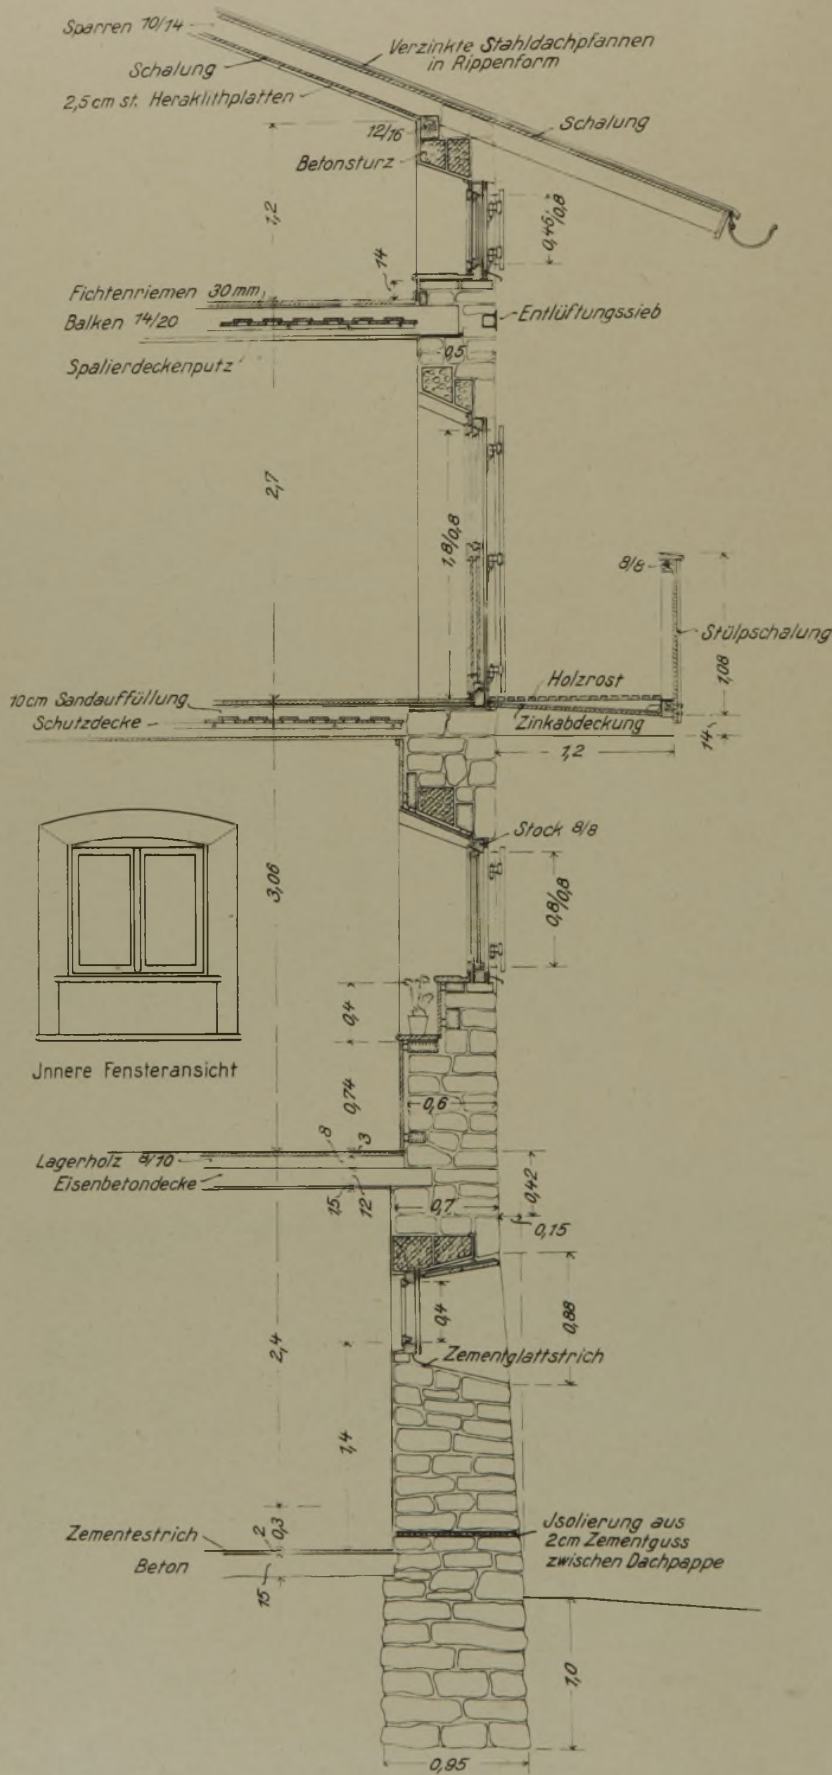 Sparren 10/14
Verzinkte Stahldachpfannen
in Rippenform
Schalung
2,5 cm st. Heraklithplatten
Schalung
12/16
Betonsturz
1,2
0,46/0,8
14
Fichtenriemen 30 mm
Balken 14/20
Entlüftungssieb
0,5
Spalierdeckenputz
2,7
1,8/0,8
8/8
Stülpschalung
1,08
Holzrost
10 cm Sandauffüllung
Schutzdecke
Zinkabdeckung
14
1,2
Stock 8/8
3,06
0,8/0,8
0,4
Jnnere Fensteransicht
0,74
0,6
8
3
Lagerholz 8/10
Eisenbetondecke
15
12
0,7
0,42
0,15
0,4
0,88
2,4
Zementglattstrich
1,4
Zementestrich
2
0,3
Beton
15
Jsolierung aus
2cm Zementguss
zwischen Dachpappe
1,0
0,95